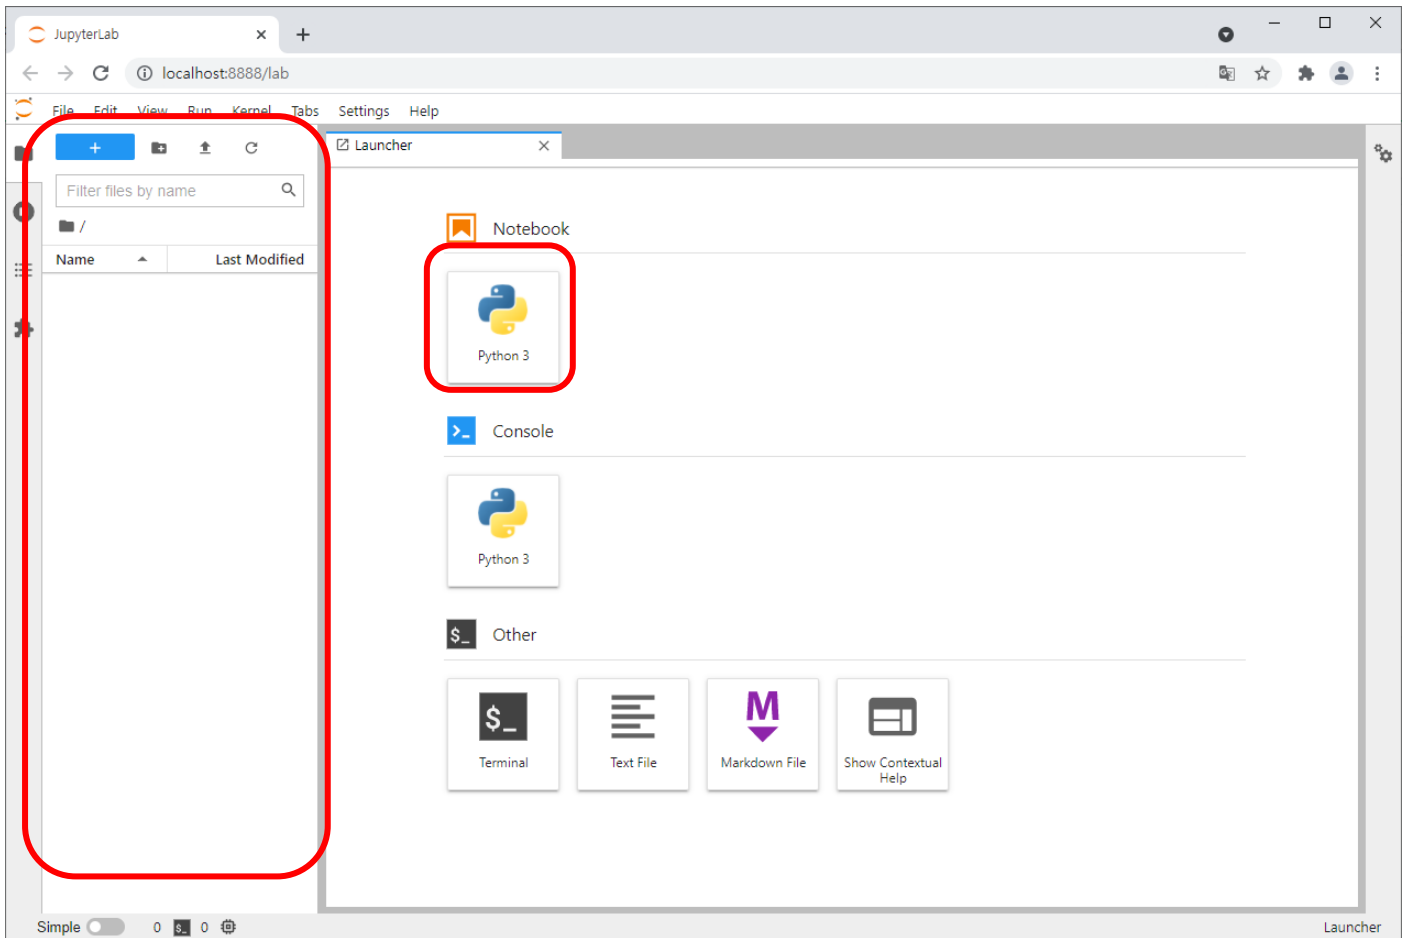 JupyterLab
localhost:8888/lab
File Edit View Run Kernel Tabs Settings Help
+
Launcher
Filter files by name
/
Name Last Modified
Notebook
Python 3
Console
Python 3
$_ Other
$_
M
Terminal
Text File
Markdown File
Show Contextual
Help
Simple 0 $_ 0
Launcher